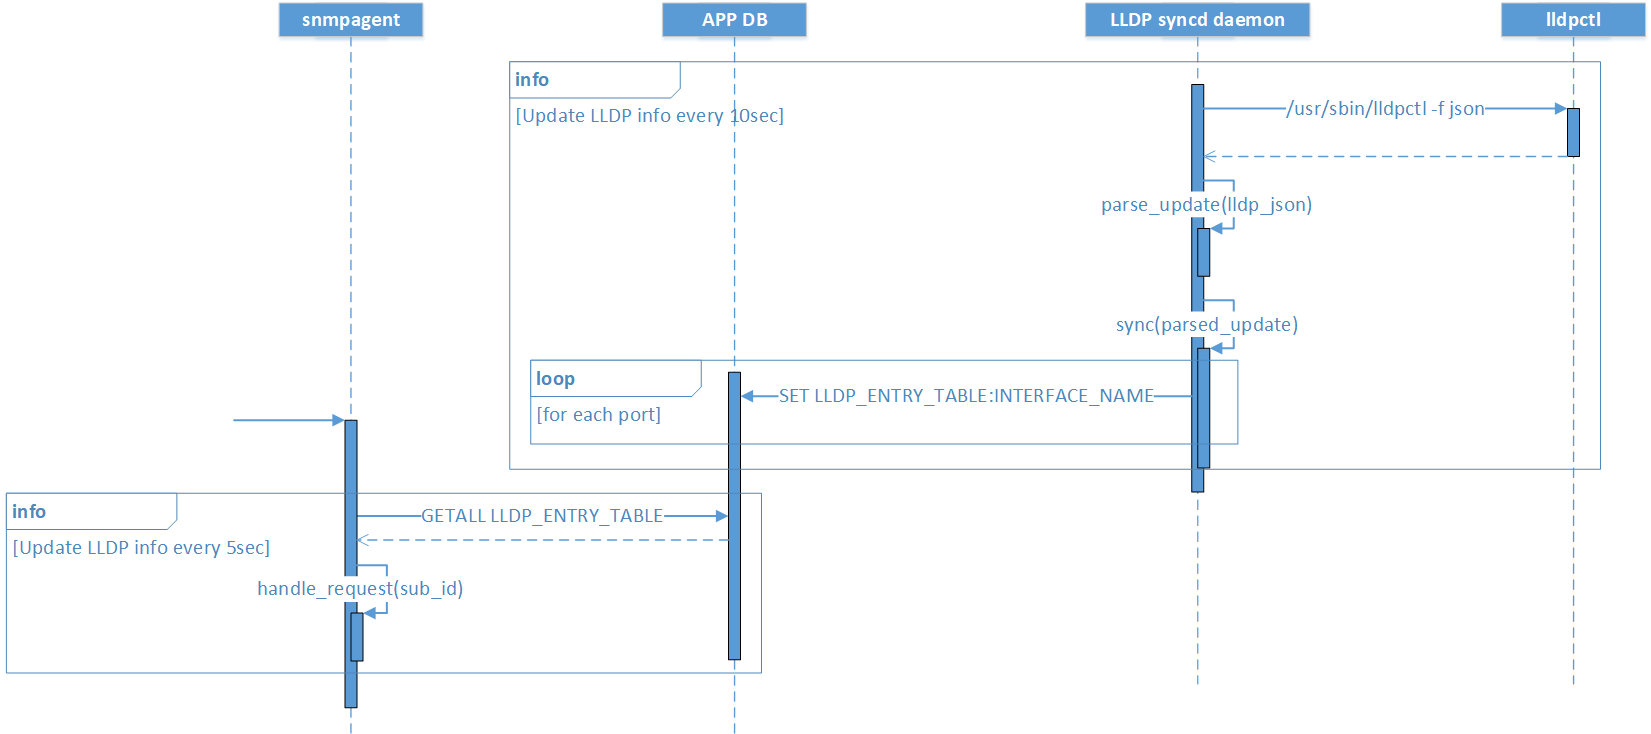 snmpagent
APP DB
LLDP syncd daemon
lldpctl
info
[Update LLDP info every 10sec]
/usr/sbin/lldpctl -f json
parse_update(lldp_json)
sync(parsed_update)
loop
[for each port]
SET LLDP_ENTRY_TABLE:INTERFACE_NAME
info
[Update LLDP info every 5sec]
GETALL LLDP_ENTRY_TABLE
handle_request(sub_id)